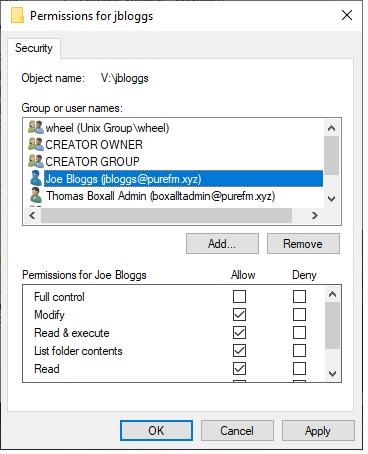 Permissions for jbloggs
Security
Object name: V:\jbloggs
Group or user names:
wheel (Unix Group\wheel)
CREATOR OWNER
CREATOR GROUP
Joe Bloggs (jbloggs@purefm.xyz)
Thomas Boxall Admin (boxalltadmin@purefm.xyz)
Add... Remove
Permissions for Joe Bloggs Allow Deny
Full control
Modify
Read & execute
List folder contents
Read
OK Cancel Apply